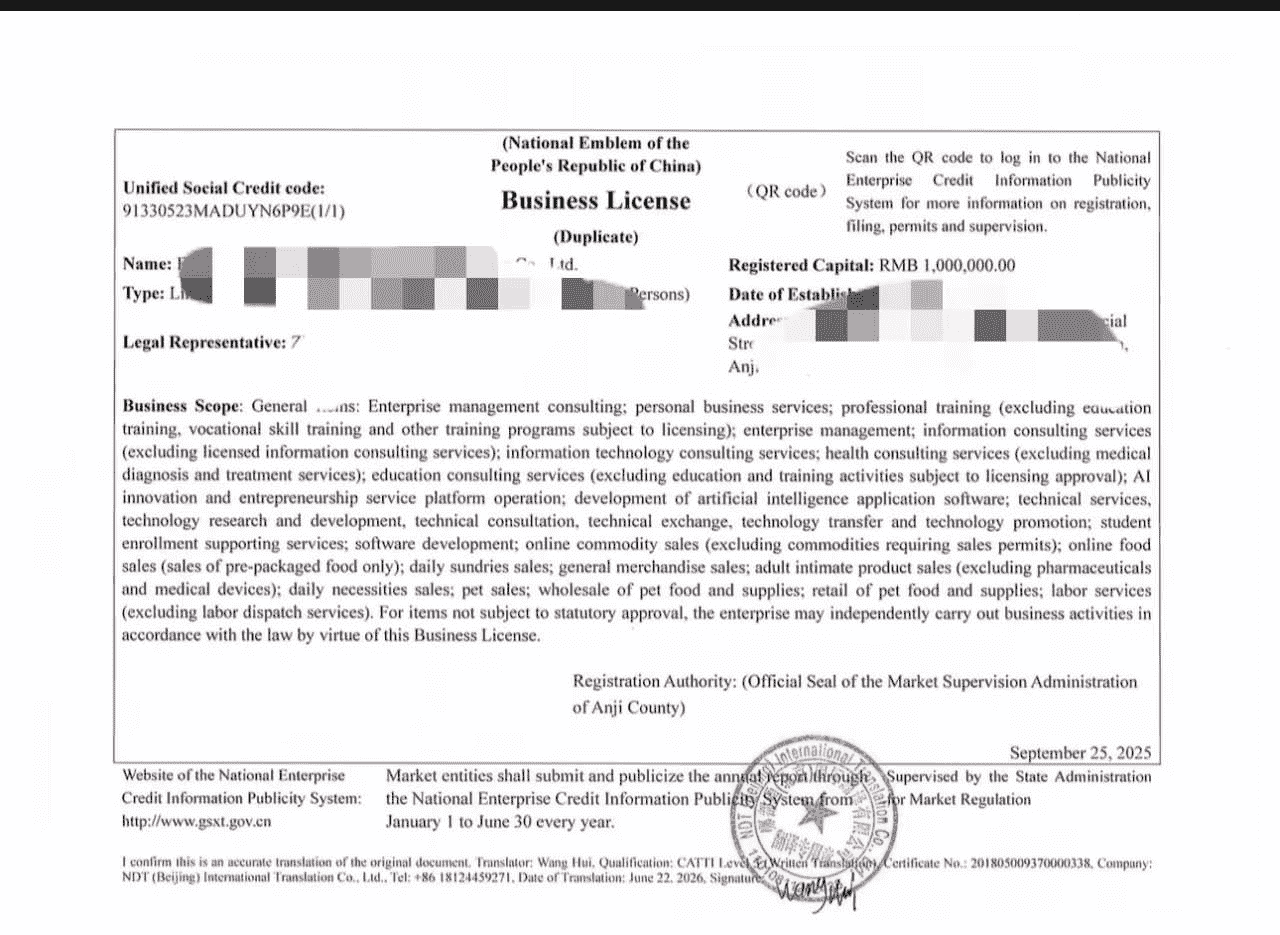 (National Emblem of the
People's Republic of China)
Business License
(Duplicate)
Unified Social Credit code:
91330523MADUYN6P9E(1/1)
(QR code)
Scan the QR code to log in to the National
Enterprise Credit Information Publicity
System for more information on registration,
filing, permits and supervision.
Name: Ltd.
Type: Persons)
Legal Representative:
Registered Capital: RMB 1,000,000.00
Date of
Business Scope: General Enterprise management consulting; personal business services; professional training (excluding education
training, vocational skill training and other training programs subject to licensing); enterprise management; information consulting services
(excluding licensed information consulting services); information technology consulting services; health consulting services (excluding medical
diagnosis and treatment services); education consulting services (excluding education and training activities subject to licensing approval); AI
innovation and entrepreneurship service platform operation; development of artificial intelligence application software; technical services,
technology research and development, technical consultation, technical exchange, technology transfer and technology promotion; student
enrollment supporting services; software development; online commodity sales (excluding commodities requiring sales permits); online food
sales (sales of pre-packaged food only); daily sundries sales; general merchandise sales; adult intimate product sales (excluding pharmaceuticals
and medical devices); daily necessities sales; pet sales; wholesale of pet food and supplies; retail of pet food and supplies; labor services
(excluding labor dispatch services). For items not subject to statutory approval, the enterprise may independently carry out business activities in
accordance with the law by virtue of this Business License.
Registration Authority: (Official Seal of the Market Supervision Administration
of Anji County)
September 25, 2025
Website of the National Enterprise
Credit Information Publicity System:
http://www.gsxt.gov.cn
Market entities shall submit and publicize the annual report through
the National Enterprise Credit Information Publicity System from
January 1 to June 30 every year.
Supervised by the State Administration
for Market Regulation
I confirm this is an accurate translation of the original document. Translator: Wang Hui, Qualification: CATTI Level Written Translation, Certificate No.: 201805009370000338, Company:
NDT (Beijing) International Translation Co., Ltd., Tel: +86 18124459271, Date of Translation: June 22, 2026, Signature:
NDT (Beijing) International Translation Co.,
翻译专用章
Wang Hui